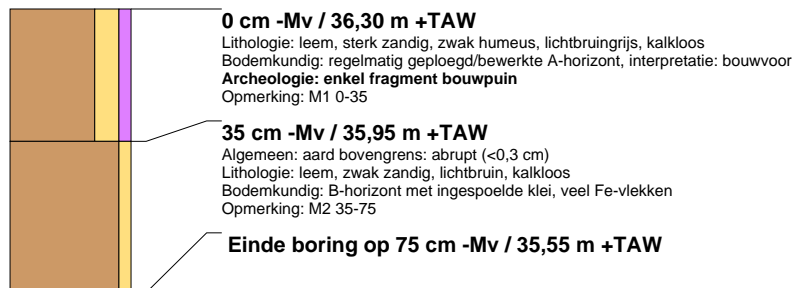 0 cm -Mv / 36,30 m +TAW
Lithologie: leem, sterk zandig, zwak humeus, lichtbruingrijs, kalkloos
Bodemkundig: regelmatig geploegd/bewerkte A-horizont, interpretatie: bouwvoor
Archeologie: enkel fragment bouwpuin
Opmerking: M1 0-35
35 cm -Mv / 35,95 m +TAW
Algemeen: aard bovengrens: abrupt (<0,3 cm)
Lithologie: leem, zwak zandig, lichtbruin, kalkloos
Bodemkundig: B-horizont met ingespoelde klei, veel Fe-vlekken
Opmerking: M2 35-75
Einde boring op 75 cm -Mv / 35,55 m +TAW